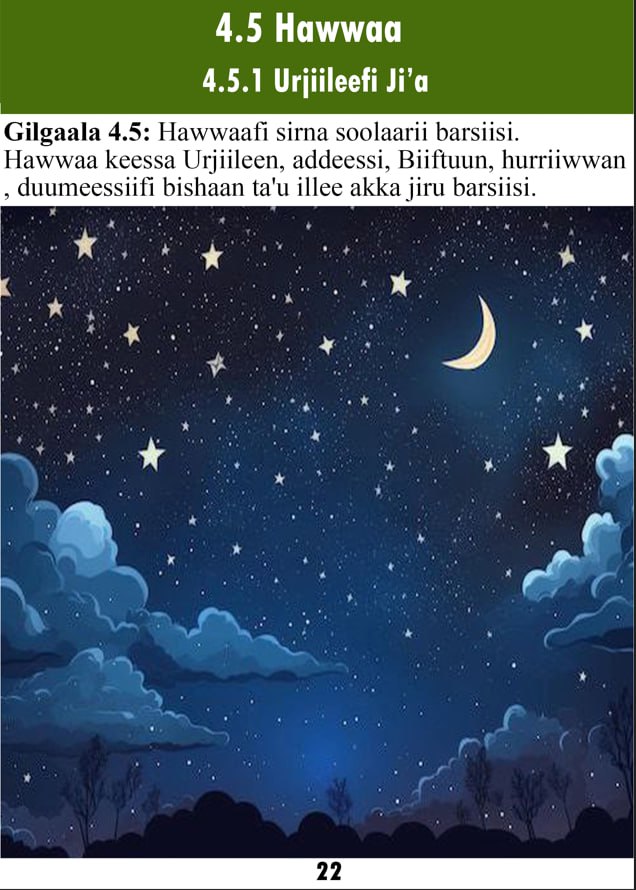 4.5 Hawwaa
4.5.1 Urjiileefi Ji’a
Gilgaala 4.5: Hawwaafi sirna soolaarii barsiisi.
Hawwaa keessa Urjiileen, addeessi, Biiftuun, hurriiwwan
, duumeessiifi bishaan ta'u illee akka jiru barsiisi.
22